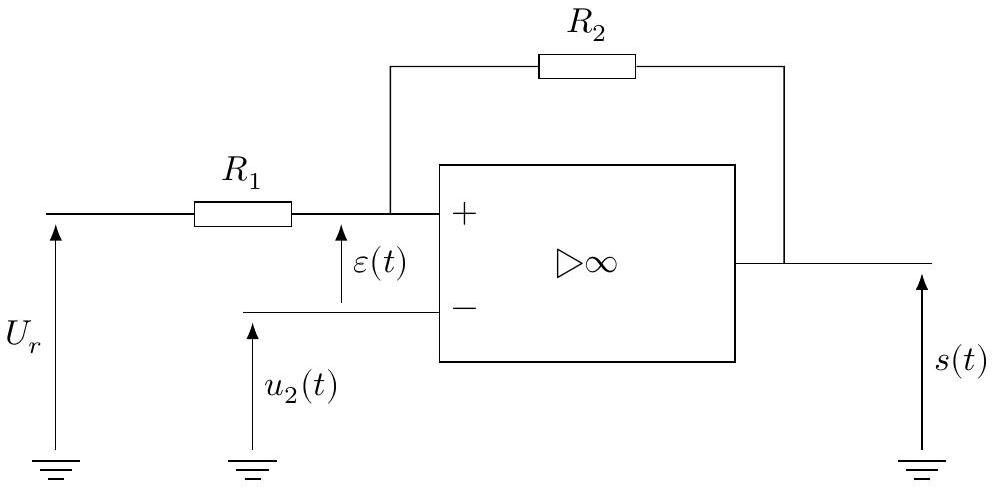 R₂
R₁
+
ε(t)
▷∞
−
Uᵣ
u₂(t)
s(t)